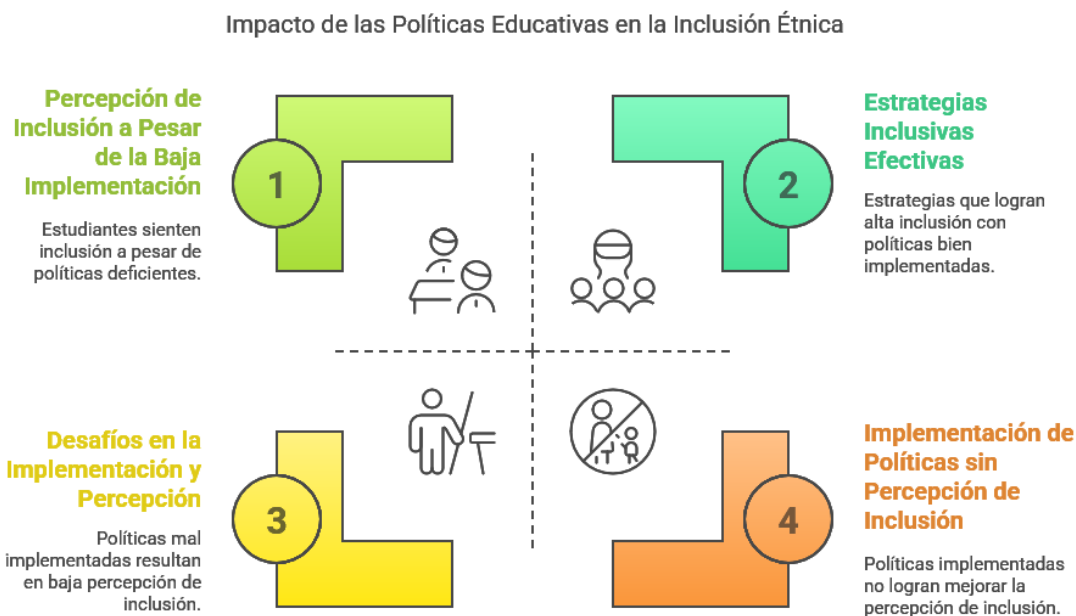 Impacto de las Políticas Educativas en la Inclusión Étnica
Percepción de
Inclusión a Pesar
de la Baja
Implementación
Estudiantes sienten
inclusión a pesar de
políticas deficientes.
1
2
Estrategias
Inclusivas
Efectivas
Estrategias que logran
alta inclusión con
políticas bien
implementadas.
Desafíos en la
Implementación y
Percepción
Políticas mal
implementadas resultan
en baja percepción de
inclusión.
3
4
Implementación de
Políticas sin
Percepción de
Inclusión
Políticas implementadas
no logran mejorar la
percepción de inclusión.